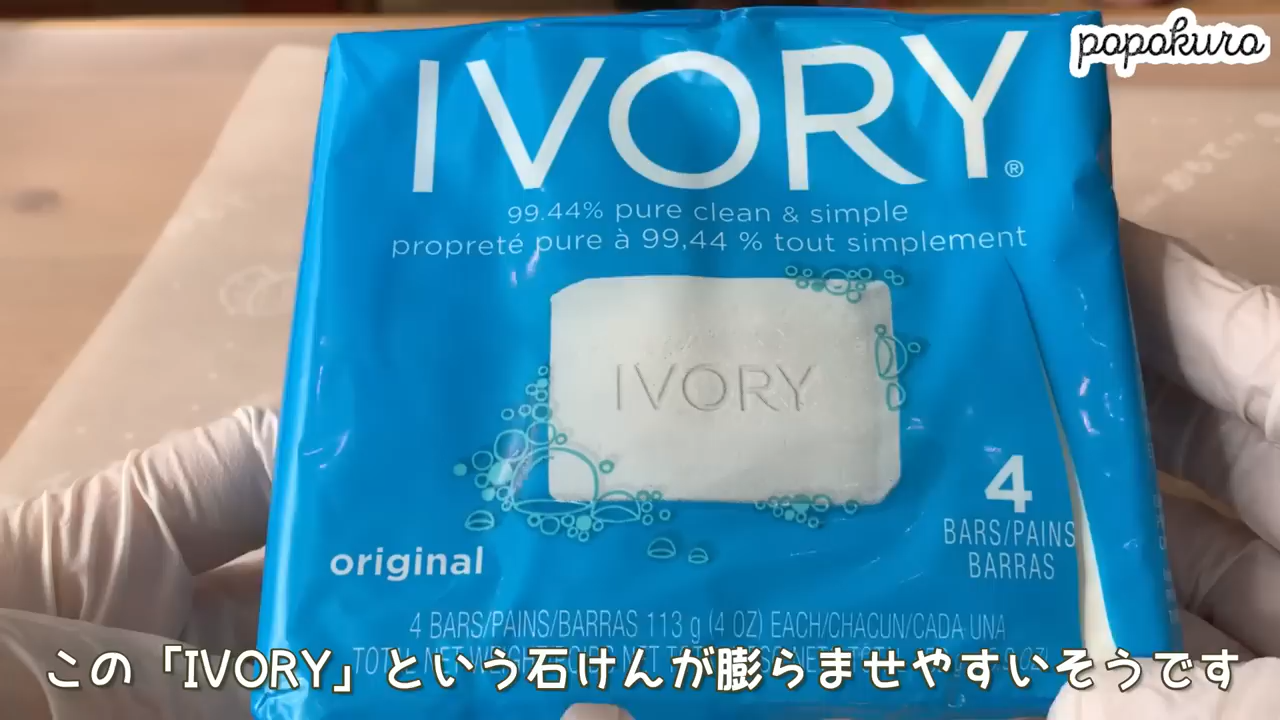 popokuro
IVORY®
99.44% pure clean & simple
propreté pure à 99,44 % tout simplement
IVORY
4
BARS/PAINS
BARRAS
original
4 BARS/PAINS/BARRAS 113 g (4 OZ) EACH/CHACUN/CADA UNA
TOTAL NET
この「IVORY」という石けんが膨らませやすいそうです